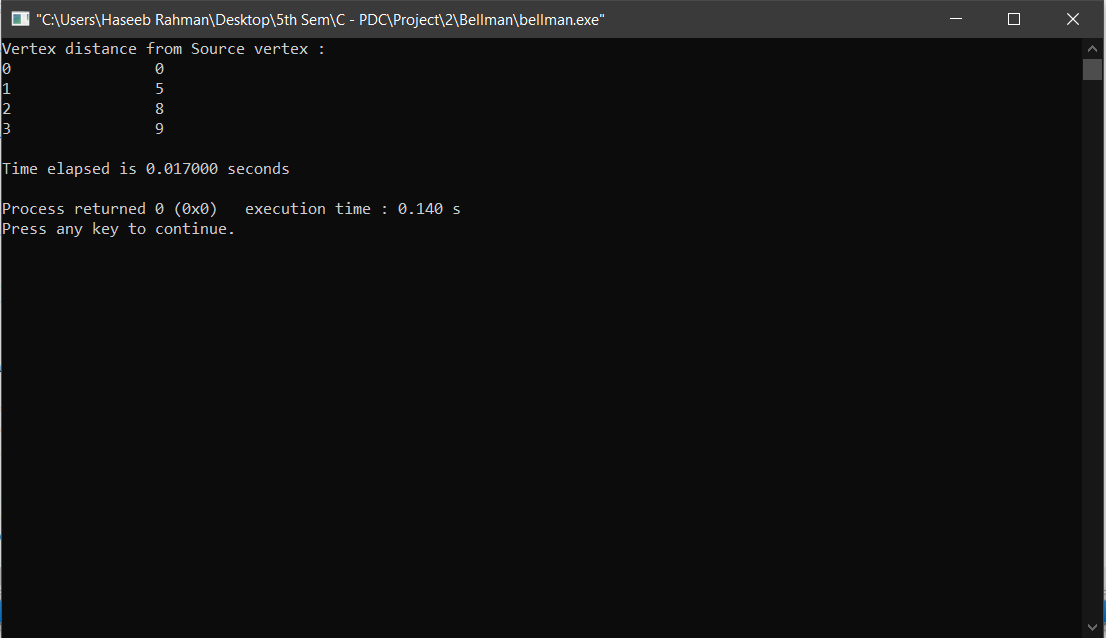 "C:\Users\Haseeb Rahman\Desktop\5th Sem\C - PDC\Project\2\Bellman\bellman.exe"
Vertex distance from Source vertex :
0                0
1                5
2                8
3                9
Time elapsed is 0.017000 seconds
Process returned 0 (0x0)   execution time : 0.140 s
Press any key to continue.